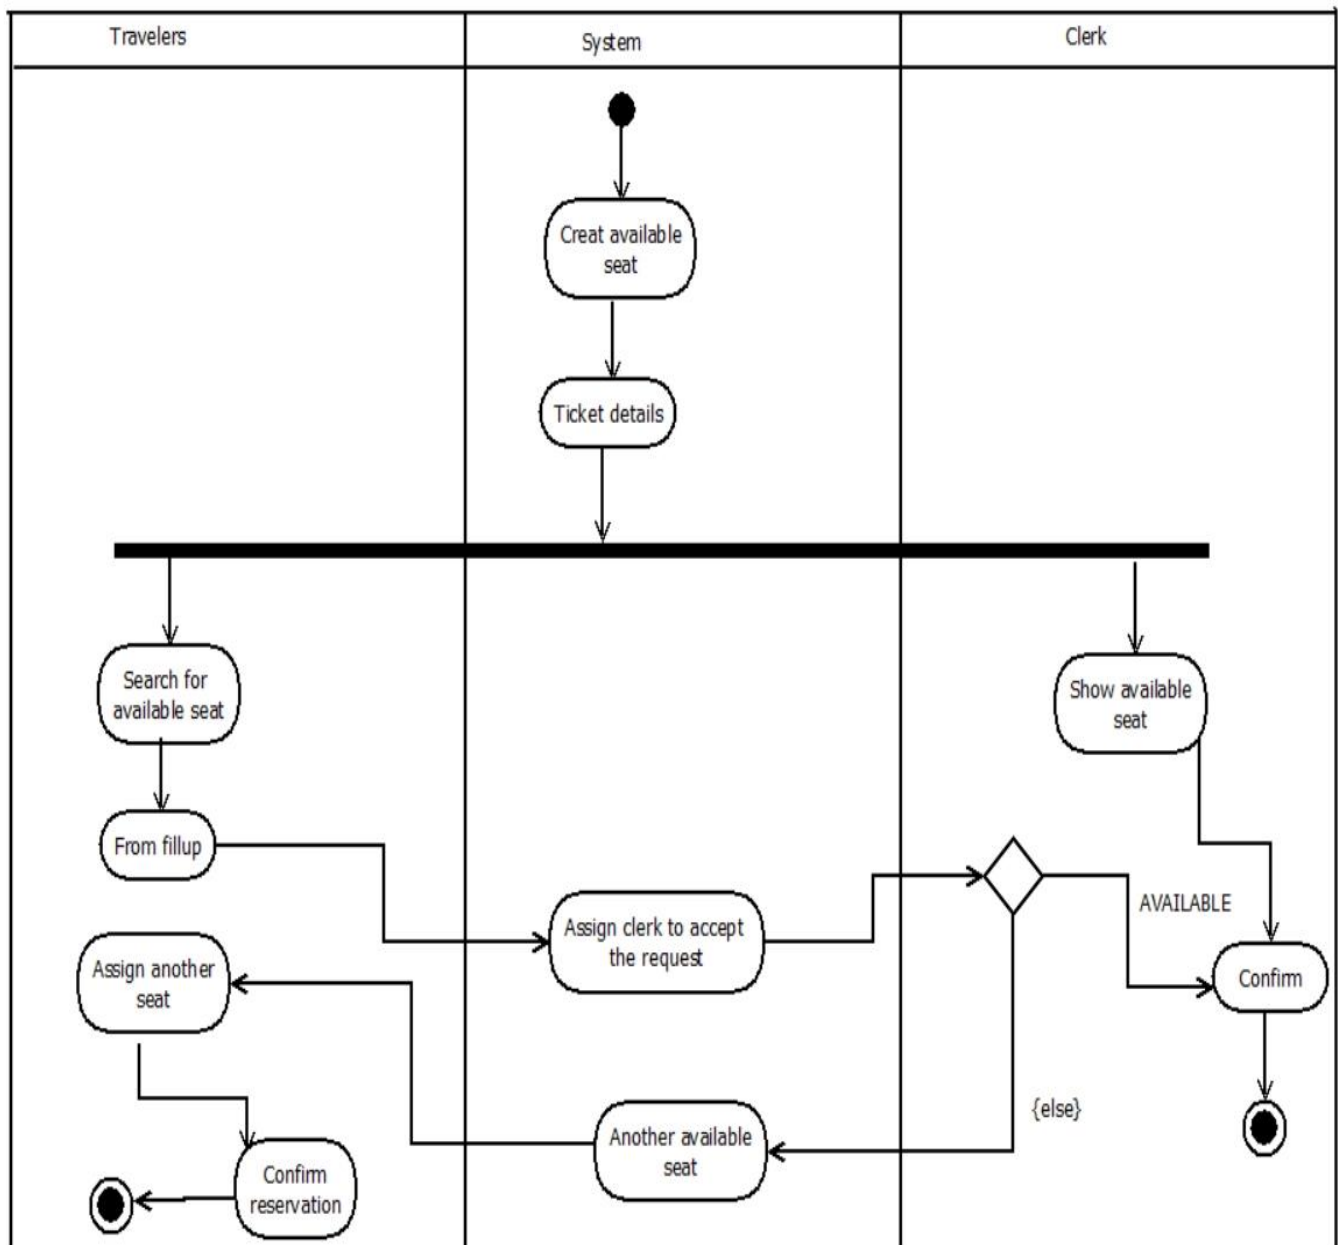 Travelers
System
Clerk
Creat available
seat
Ticket details
Search for
available seat
Show available
seat
From fillup
AVAILABLE
Assign clerk to accept
the request
Assign another
seat
Confirm
{else}
Another available
seat
Confirm
reservation